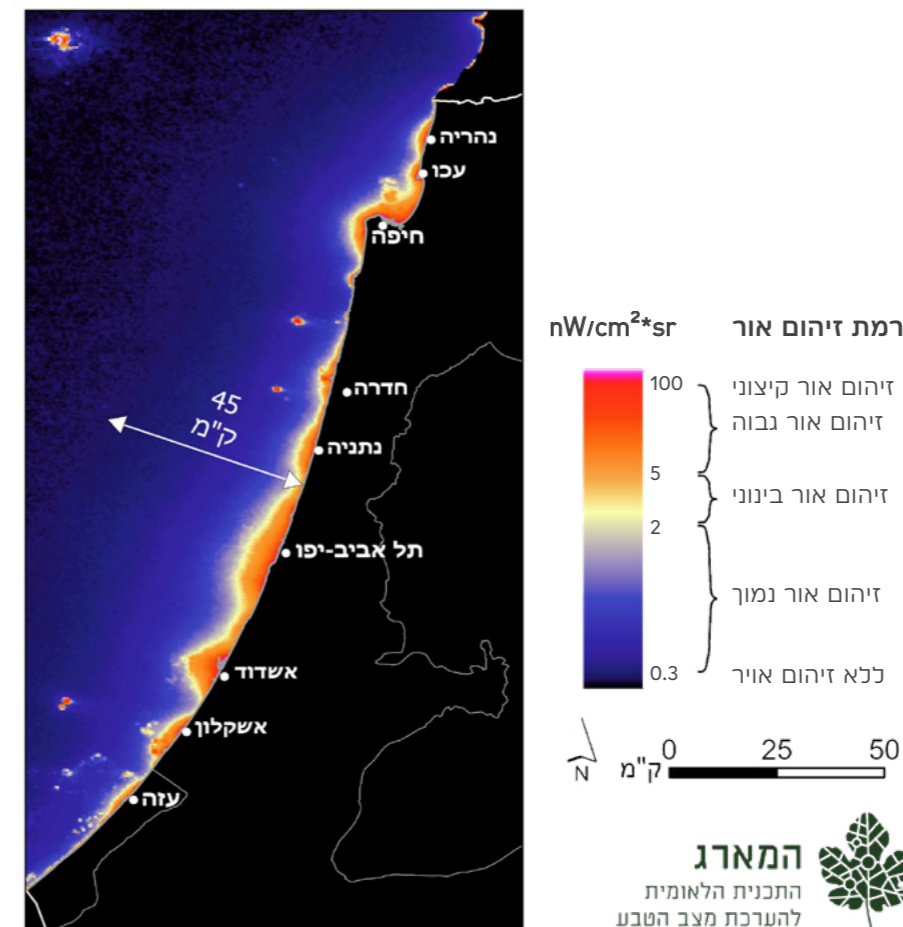 נהריה
עכו
חיפה
חדרה
45
ק"מ
נתניה
תל אביב-יפו
אשדוד
אשקלון
עזה
רמת זיהום אור nW/cm²*sr
100 זיהום אור קיצוני
זיהום אור גבוה
5
זיהום אור בינוני
2
זיהום אור נמוך
0.3 ללא זיהום אויר
N
ק"מ 0 25 50
המארג
התכנית הלאומית
להערכת מצב הטבע